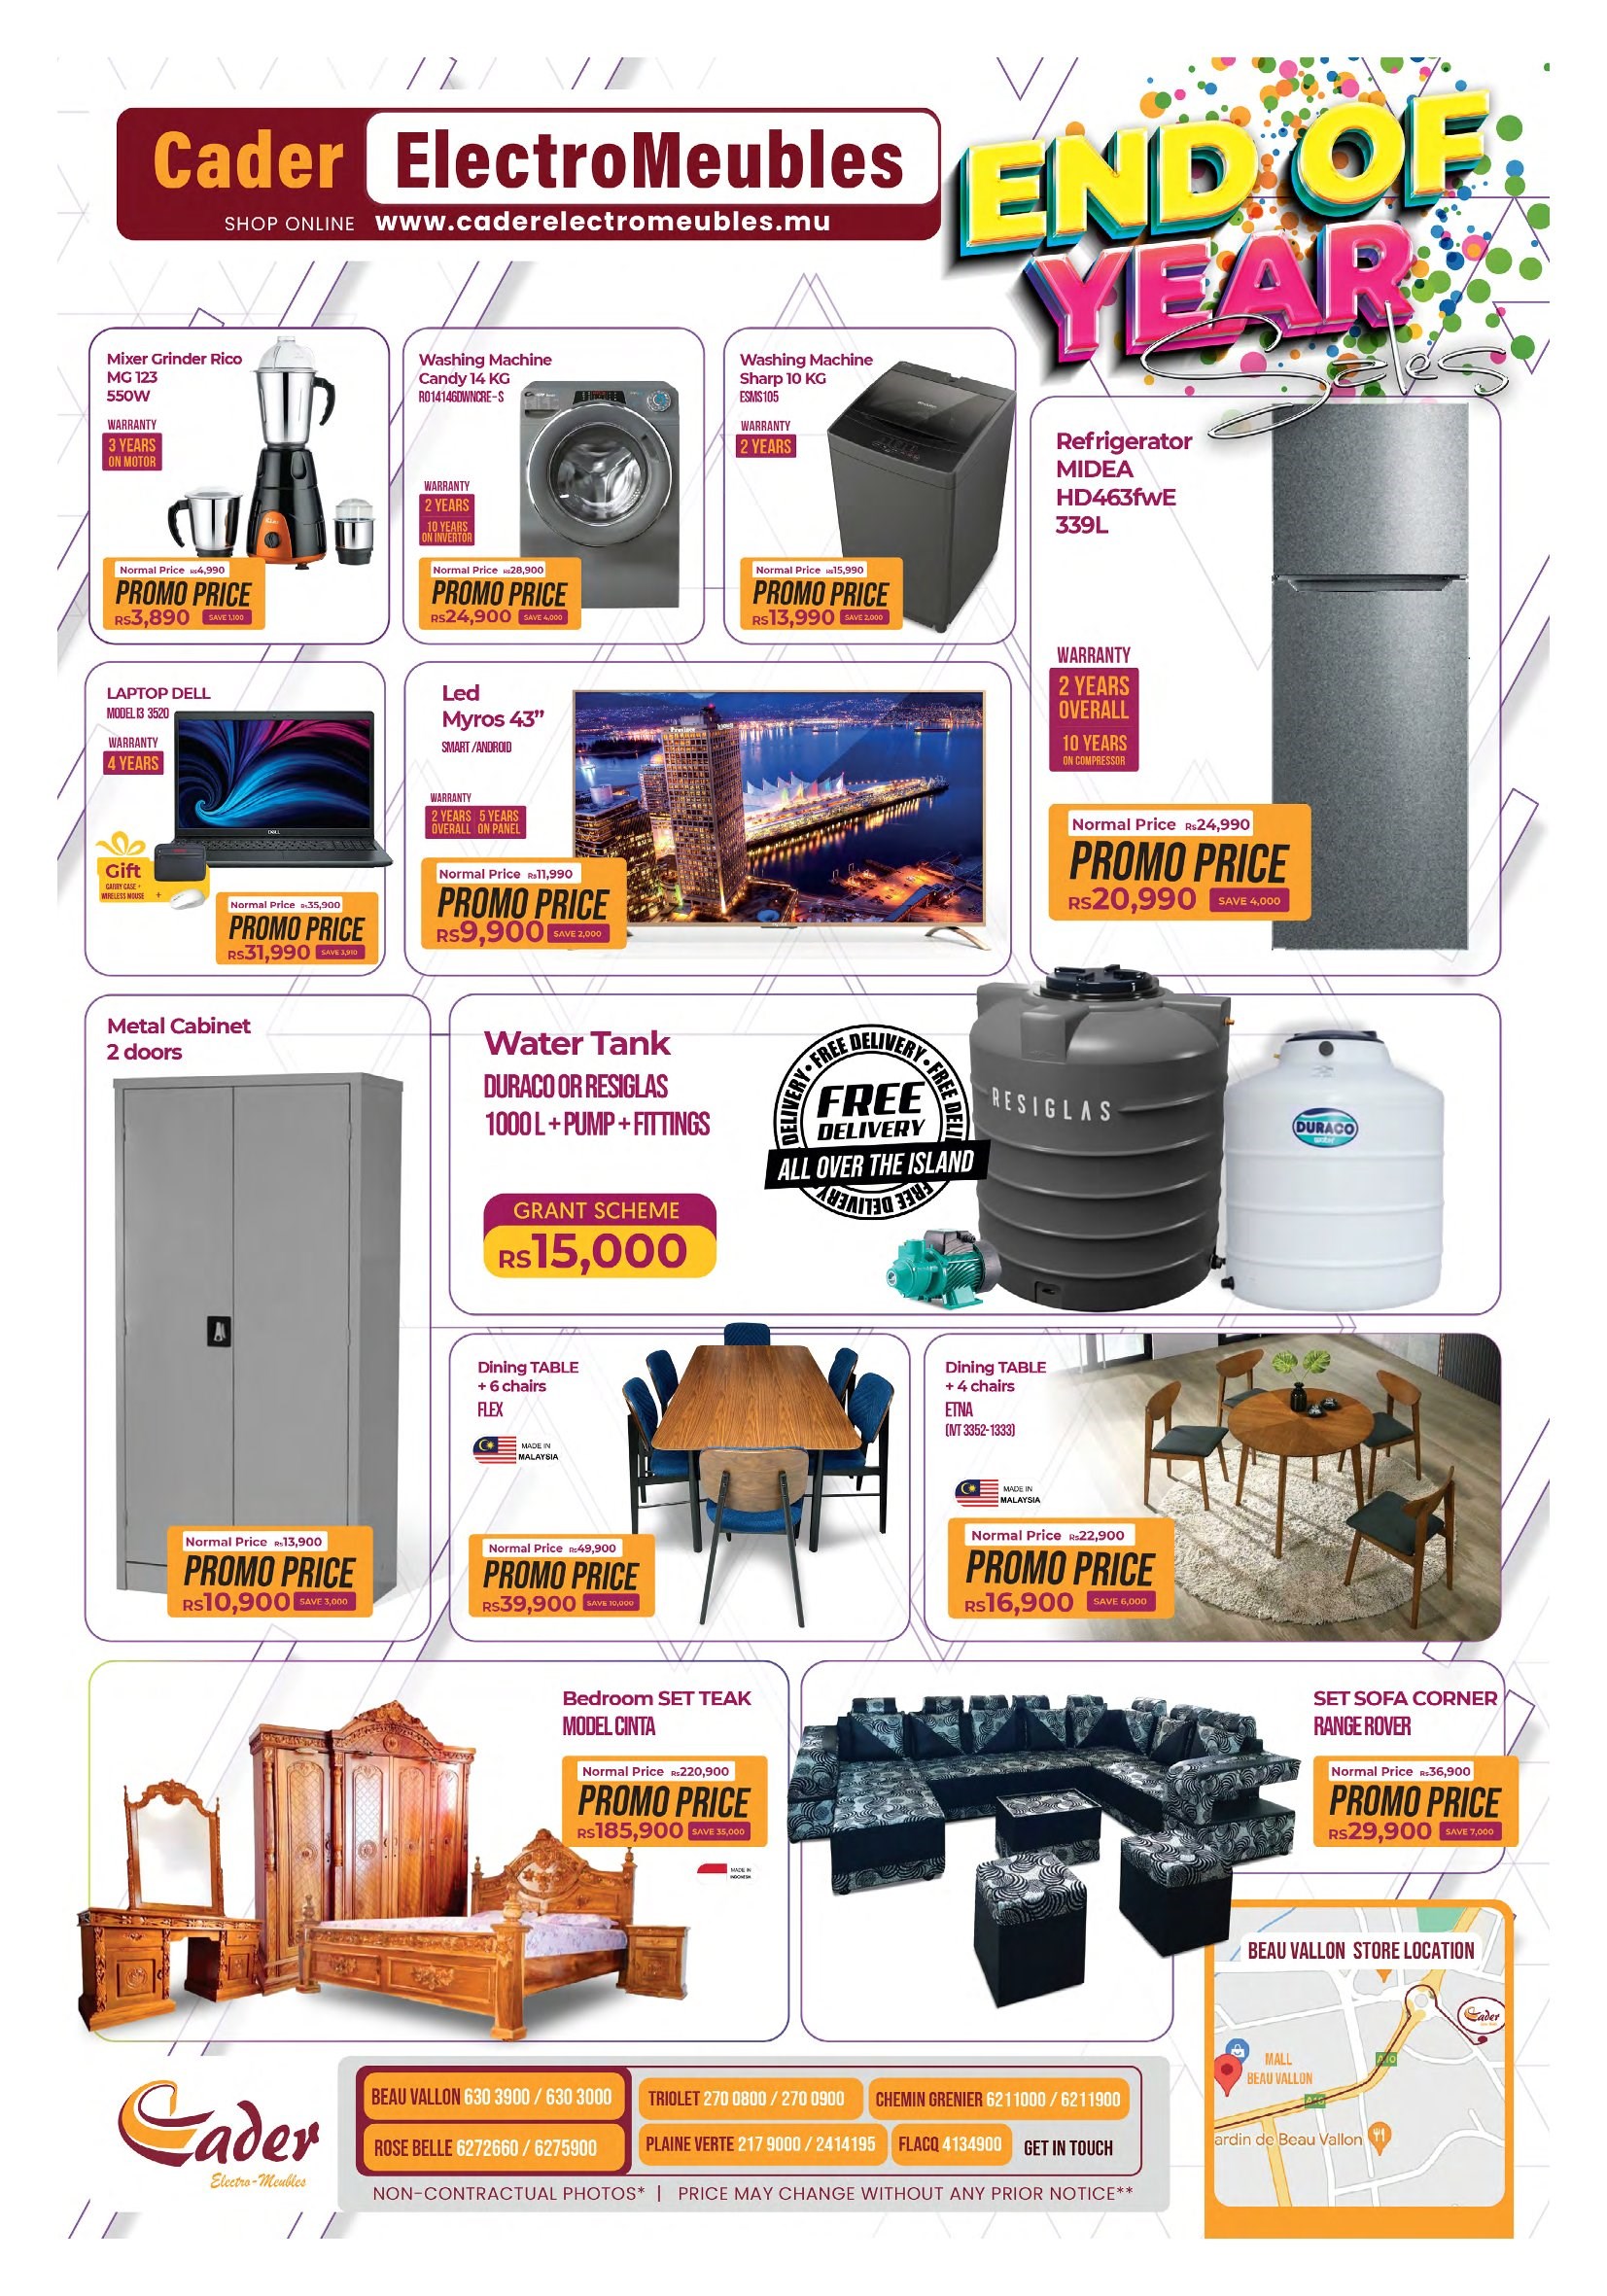 Cader ElectroMeubles
SHOP ONLINE www.caderelectromeubles.mu
END OF
YEAR
Sales
Mixer Grinder Rico
MG 123
550W
WARRANTY
3 YEARS
ON MOTOR
Normal Price Rs4,990
PROMO PRICE
RS3,890 SAVE 1,100
Washing Machine
Candy 14 KG
RO14146DWNCRE-S
WARRANTY
2 YEARS
10 YEARS
ON INVERTOR
Normal Price Rs28,900
PROMO PRICE
RS24,900 SAVE 4,000
Washing Machine
Sharp 10 KG
ESMS105
WARRANTY
2 YEARS
Normal Price Rs15,990
PROMO PRICE
RS13,990 SAVE 2,000
Refrigerator
MIDEA
HD463fwE
339L
WARRANTY
2 YEARS
OVERALL
10 YEARS
ON COMPRESSOR
Normal Price Rs24,990
PROMO PRICE
RS20,990 SAVE 4,000
LAPTOP DELL
MODEL I3 3520
WARRANTY
4 YEARS
DELL
Gift
CARRY CASE +
WIRELESS MOUSE +
Normal Price Rs35,900
PROMO PRICE
RS31,990 SAVE 3,910
Led
Myros 43”
SMART /ANDROID
WARRANTY
2 YEARS 5 YEARS
OVERALL ON PANEL
Normal Price Rs11,990
PROMO PRICE
RS9,900 SAVE 2,000
Metal Cabinet
2 doors
Normal Price Rs13,900
PROMO PRICE
RS10,900 SAVE 3,000
Water Tank
DURACO OR RESIGLAS
1000 L + PUMP + FITTINGS
GRANT SCHEME
RS15,000
DELIVERY • FREE DELIVERY • FREE DELI
FREE
DELIVERY
ALL OVER THE ISLAND
FREE DELIVERY
RESIGLAS
DURACO
water
Dining TABLE
+ 6 chairs
FLEX
MADE IN
MALAYSIA
Normal Price Rs49,900
PROMO PRICE
RS39,900 SAVE 10,000
Dining TABLE
+ 4 chairs
ETNA
(IVT 3352-1333)
MADE IN
MALAYSIA
Normal Price Rs22,900
PROMO PRICE
RS16,900 SAVE 6,000
Bedroom SET TEAK
MODEL CINTA
Normal Price Rs220,900
PROMO PRICE
RS185,900 SAVE 35,000
MADE IN
INDONESIA
SET SOFA CORNER
RANGE ROVER
Normal Price Rs36,900
PROMO PRICE
RS29,900 SAVE 7,000
BEAU VALLON STORE LOCATION
Cader
MALL
BEAU VALLON
A10
A10
ardin de Beau Vallon
Cader
Electro-Meubles
BEAU VALLON 630 3900 / 630 3000
TRIOLET 270 0800 / 270 0900
CHEMIN GRENIER 6211000 / 6211900
ROSE BELLE 6272660 / 6275900
PLAINE VERTE 217 9000 / 2414195
FLACQ 4134900
GET IN TOUCH
NON-CONTRACTUAL PHOTOS* | PRICE MAY CHANGE WITHOUT ANY PRIOR NOTICE**